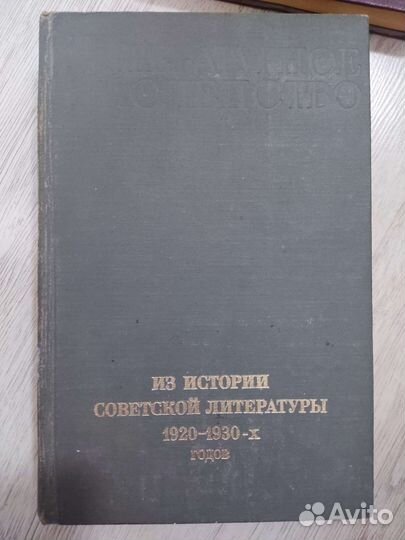 ИЗ ИСТОРИИ
СОВЕТСКОЙ ЛИТЕРАТУРЫ
1920–1930-х
годов
Avito